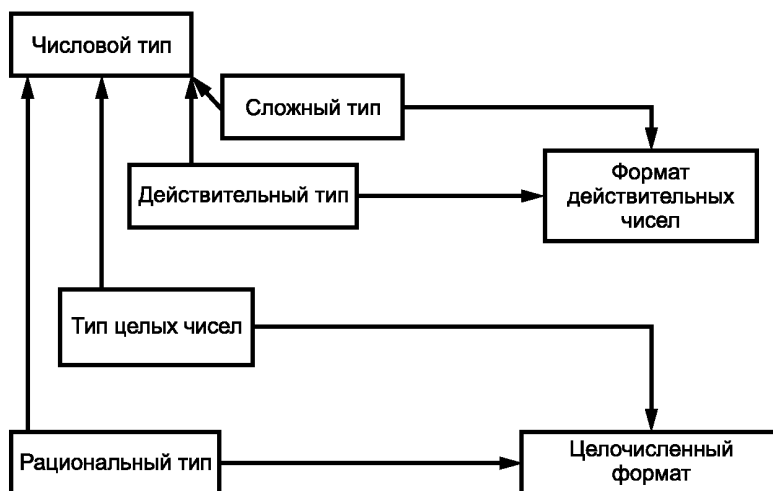 Числовой тип
Сложный тип
Формат
действительных
чисел
Действительный тип
Тип целых чисел
Рациональный тип
Целочисленный
формат